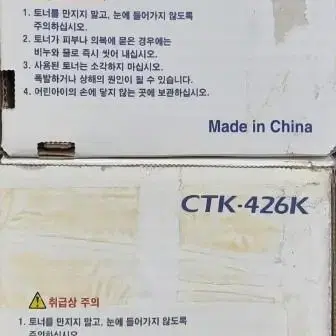 1. 토너를 만지지 말고, 눈에 들어가지 않도록
주의하십시오.
2. 토너가 피부나 의복에 묻은 경우에는
비누와 물로 즉시 씻어 내십시오.
3. 사용된 토너는 소각하지 마십시오.
폭발하거나 상해의 원인이 될 수 있습니다.
4. 어린아이의 손에 닿지 않는 곳에 보관하십시오.
Made in China
CTK-426K
취급상 주의
1. 토너를 만지지 말고, 눈에 들어가지 않도록
주의하십시오